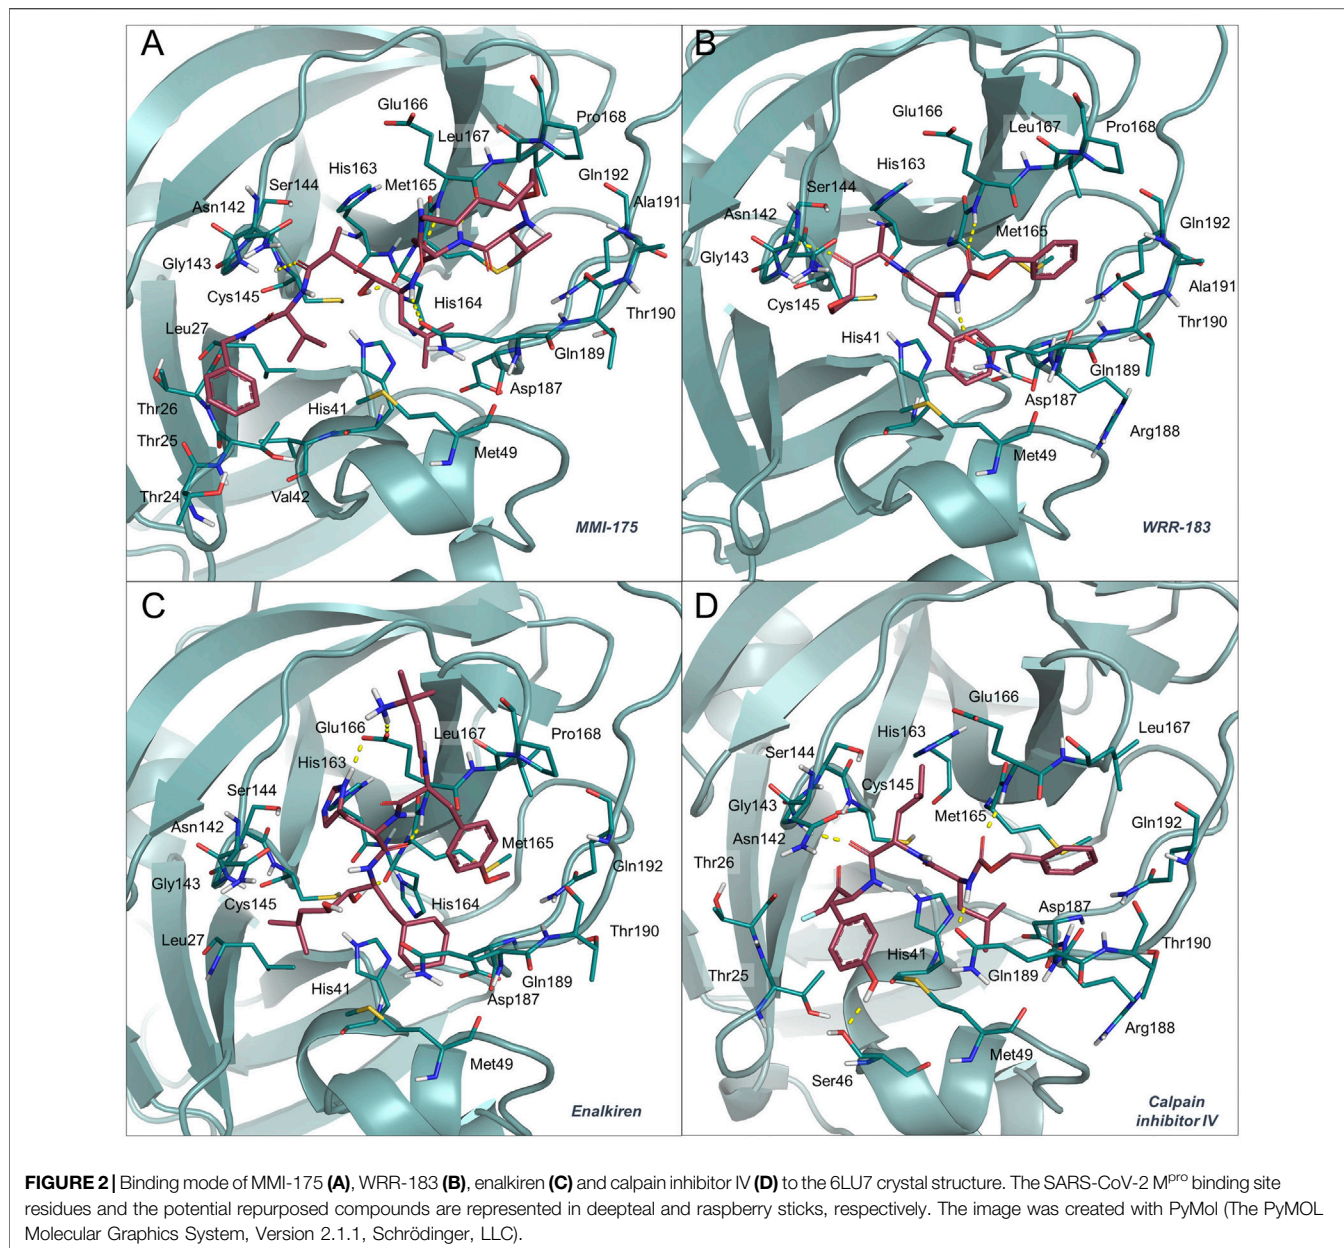 A
Glu166
Pro168
Leu167
His163
Met165
Gln192
Ser144
Ala191
Asn142
Gly143
Cys145
His164
Thr190
Leu27
Gln189
Asp187
Thr26
His41
Thr25
Met49
Thr24
Val42
MMI-175
B
Glu166
Leu167
Pro168
His163
Ser144
Asn142
Gln192
Met165
Gly143
Ala191
Cys145
Thr190
His41
Gln189
Asp187
Arg188
Met49
WRR-183
C
Glu166
Leu167
Pro168
His163
Ser144
Asn142
Met165
Gln192
Gly143
Cys145
His164
Leu27
Thr190
Gln189
His41
Asp187
Met49
Enalkiren
D
Glu166
Leu167
His163
Ser144
Cys145
Gly143
Met165
Gln192
Asn142
Thr26
Asp187
Thr190
His41
Gln189
Thr25
Arg188
Met49
Ser46
Calpain
inhibitor IV
FIGURE 2 | Binding mode of MMI-175 (A), WRR-183 (B), enalkiren (C) and calpain inhibitor IV (D) to the 6LU7 crystal structure. The SARS-CoV-2 Mpro binding site
residues and the potential repurposed compounds are represented in deepteal and raspberry sticks, respectively. The image was created with PyMol (The PyMOL
Molecular Graphics System, Version 2.1.1, Schrödinger, LLC).